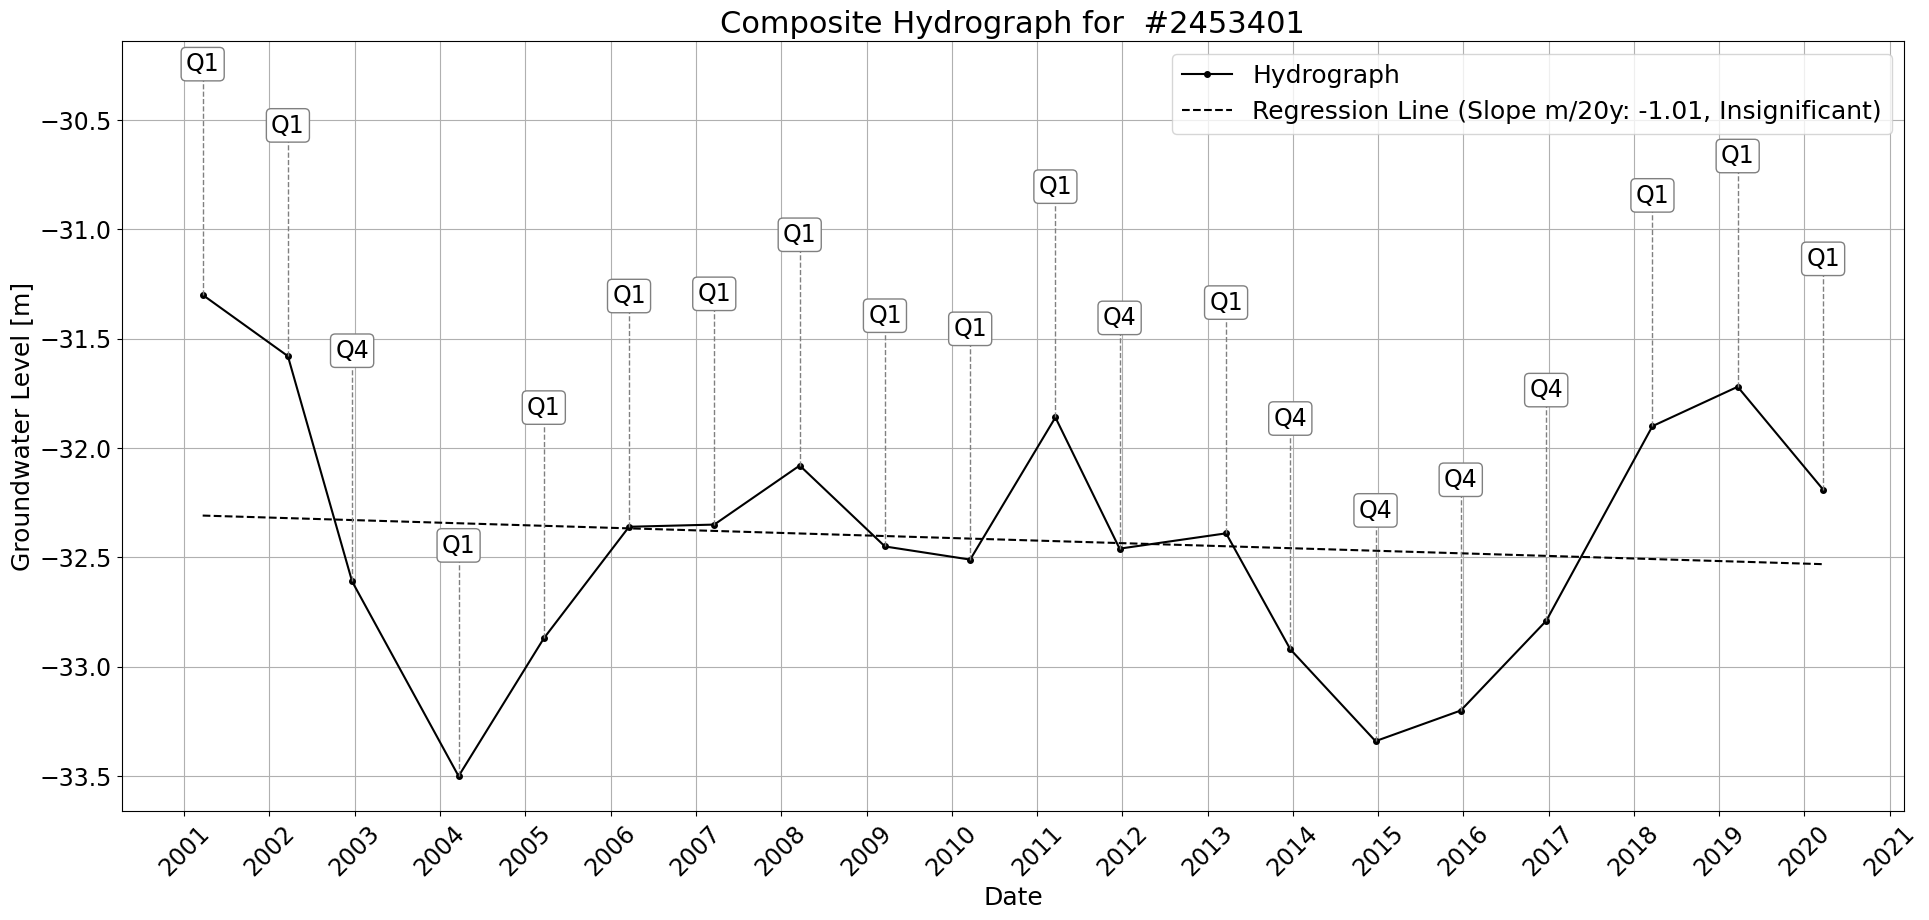 Composite Hydrograph for  #2453401
Hydrograph
Regression Line (Slope m/20y: -1.01, Insignificant)
Groundwater Level [m]
−30.5
−31.0
−31.5
−32.0
−32.5
−33.0
−33.5
Q1
Q1
Q4
Q1
Q1
Q1
Q1
Q1
Q1
Q1
Q1
Q4
Q1
Q4
Q4
Q4
Q4
Q1
Q1
Q1
2001
2002
2003
2004
2005
2006
2007
2008
2009
2010
2011
2012
2013
2014
2015
2016
2017
2018
2019
2020
2021
Date